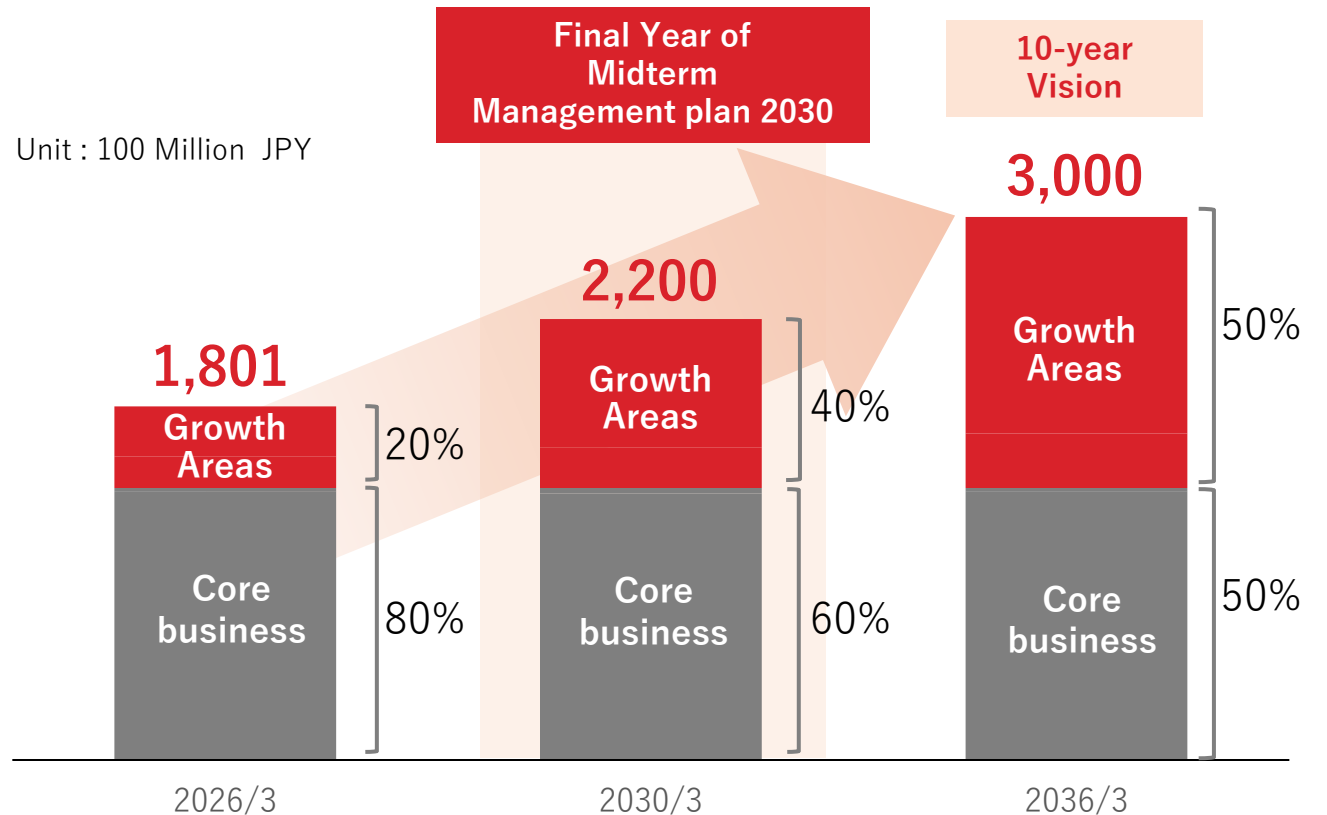 Final Year of
Midterm
Management plan 2030
10-year
Vision
Unit : 100 Million JPY
3,000
2,200
1,801
Growth
Areas
20%
Core
business
80%
Growth
Areas
40%
Core
business
60%
Growth
Areas
50%
Core
business
50%
2026/3
2030/3
2036/3